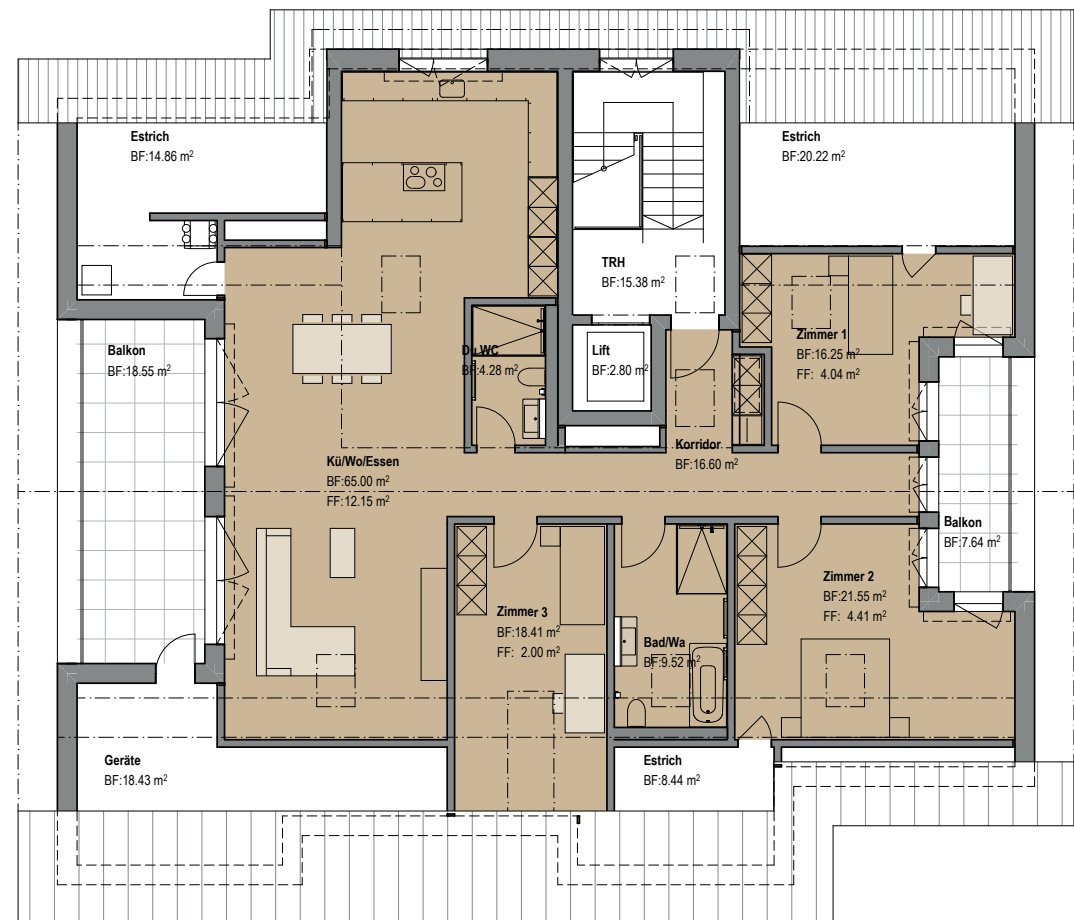 Estrich
BF:14.86 m²
Estrich
BF:20.22 m²
TRH
BF:15.38 m²
Zimmer 1
BF:16.25 m²
FF: 4.04 m²
Balkon
BF:18.55 m²
Du WC
BF:4.28 m²
Lift
BF:2.80 m²
Korridor
BF:16.60 m²
Kü/Wo/Essen
BF:65.00 m²
FF:12.15 m²
Balkon
BF:7.64 m²
Zimmer 2
BF:21.55 m²
FF: 4.41 m²
Zimmer 3
BF:18.41 m²
FF: 2.00 m²
Bad/Wa
BF:9.52 m²
Geräte
BF:18.43 m²
Estrich
BF:8.44 m²